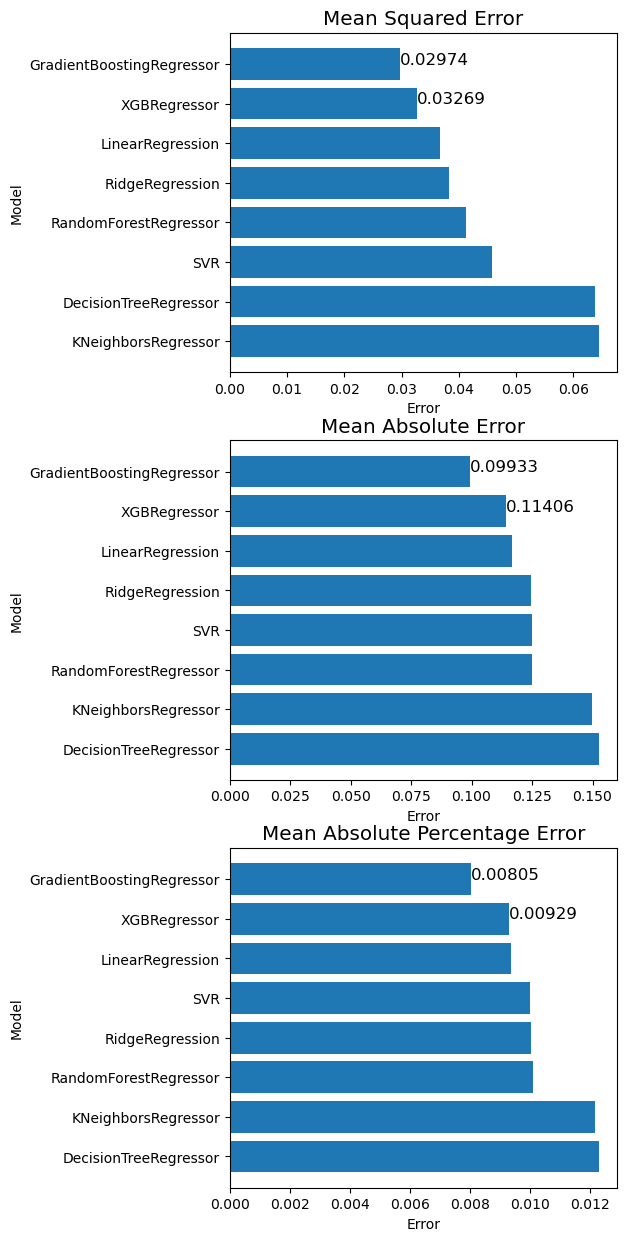 Mean Squared Error
GradientBoostingRegressor
0.02974
XGBRegressor
0.03269
LinearRegression
RidgeRegression
RandomForestRegressor
SVR
DecisionTreeRegressor
KNeighborsRegressor
Model
0.00 0.01 0.02 0.03 0.04 0.05 0.06
Error
Mean Absolute Error
GradientBoostingRegressor
0.09933
XGBRegressor
0.11406
LinearRegression
RidgeRegression
SVR
RandomForestRegressor
KNeighborsRegressor
DecisionTreeRegressor
Model
0.000 0.025 0.050 0.075 0.100 0.125 0.150
Error
Mean Absolute Percentage Error
GradientBoostingRegressor
0.00805
XGBRegressor
0.00929
LinearRegression
SVR
RidgeRegression
RandomForestRegressor
KNeighborsRegressor
DecisionTreeRegressor
Model
0.000 0.002 0.004 0.006 0.008 0.010 0.012
Error